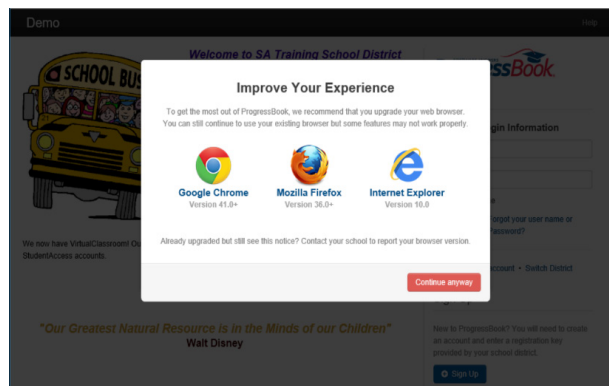 Demo
Help
Welcome to SA Training School District
SCHOOL BUS
ssBook
Improve Your Experience
To get the most out of ProgressBook, we recommend that you upgrade your web browser.
You can still continue to use your existing browser but some features may not work properly.
Google Chrome
Version 41.0+
Mozilla Firefox
Version 36.0+
Internet Explorer
Version 10.0
Already upgraded but still see this notice? Contact your school to report your browser version.
Continue anyway
gin Information
Forgot your user name or
Password?
We now have VirtualClassroom! Ou
StudentAccess accounts.
ccount • Switch District
"Our Greatest Natural Resource is in the Minds of our Children"
Walt Disney
New to ProgressBook? You will need to create
an account and enter a registration key
provided by your school district.
Sign Up